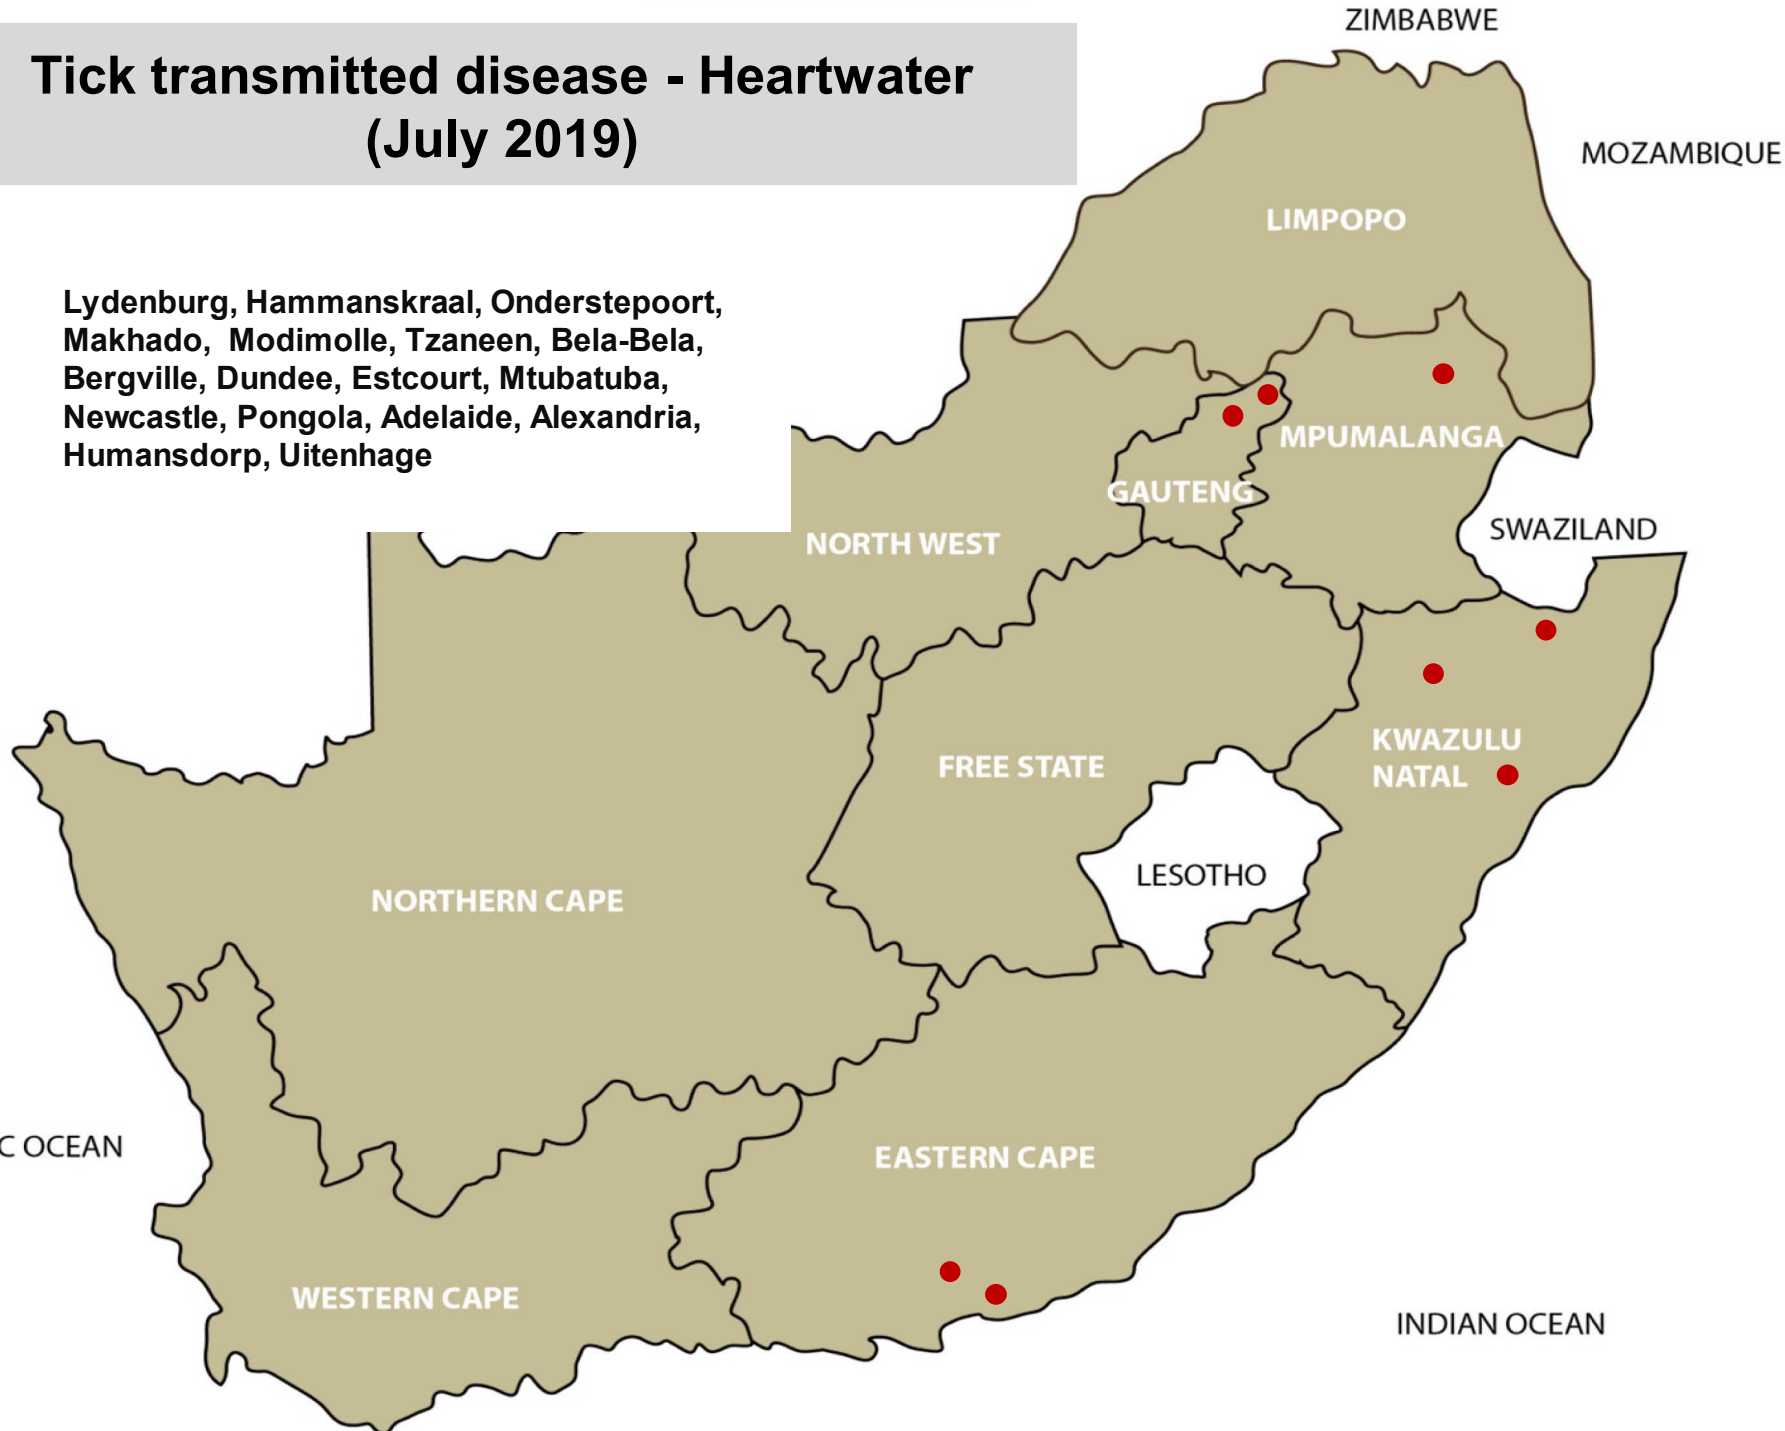 ZIMBABWE
Tick transmitted disease - Heartwater
(July 2019)
MOZAMBIQUE
LIMPOPO
Lydenburg, Hammanskraal, Onderstepoort,
Makhado, Modimolle, Tzaneen, Bela-Bela,
Bergville, Dundee, Estcourt, Mtubatuba,
Newcastle, Pongola, Adelaide, Alexandria,
Humansdorp, Uitenhage
MPUMALANGA
GAUTENG
NORTH WEST
SWAZILAND
KWAZULU
NATAL
FREE STATE
LESOTHO
NORTHERN CAPE
C OCEAN
EASTERN CAPE
WESTERN CAPE
INDIAN OCEAN